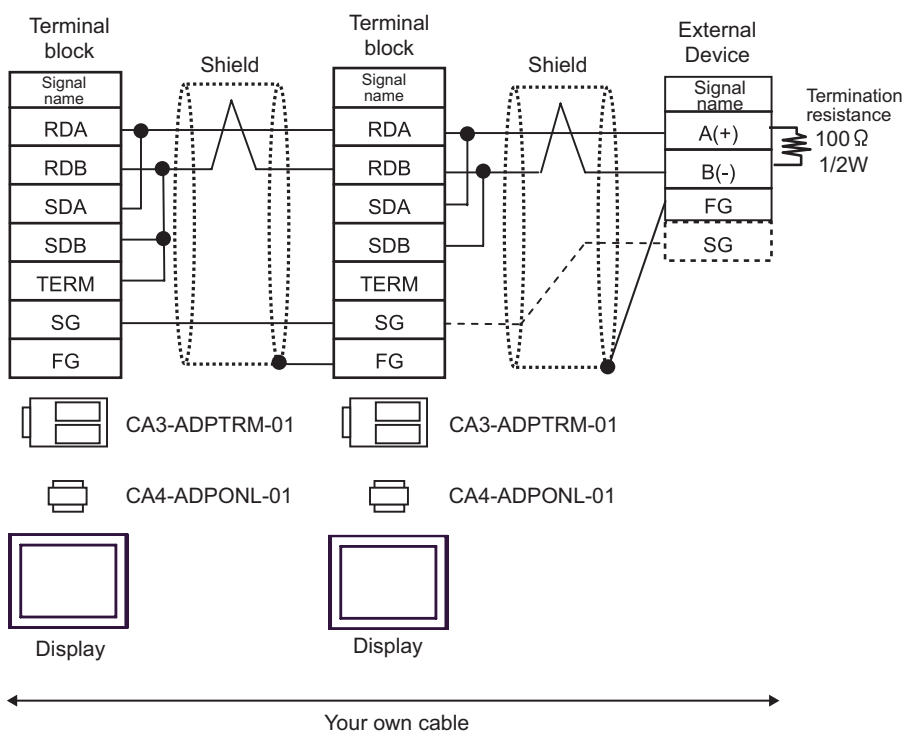 Terminal
block
Signal
name
RDA
RDB
SDA
SDB
TERM
SG
FG
Shield
Terminal
block
Signal
name
RDA
RDB
SDA
SDB
TERM
SG
FG
Shield
External
Device
Signal
name
A(+)
B(-)
FG
SG
Termination
resistance
100 Ω
1/2W
CA3-ADPTRM-01
CA3-ADPTRM-01
CA4-ADPONL-01
CA4-ADPONL-01
Display
Display
Your own cable